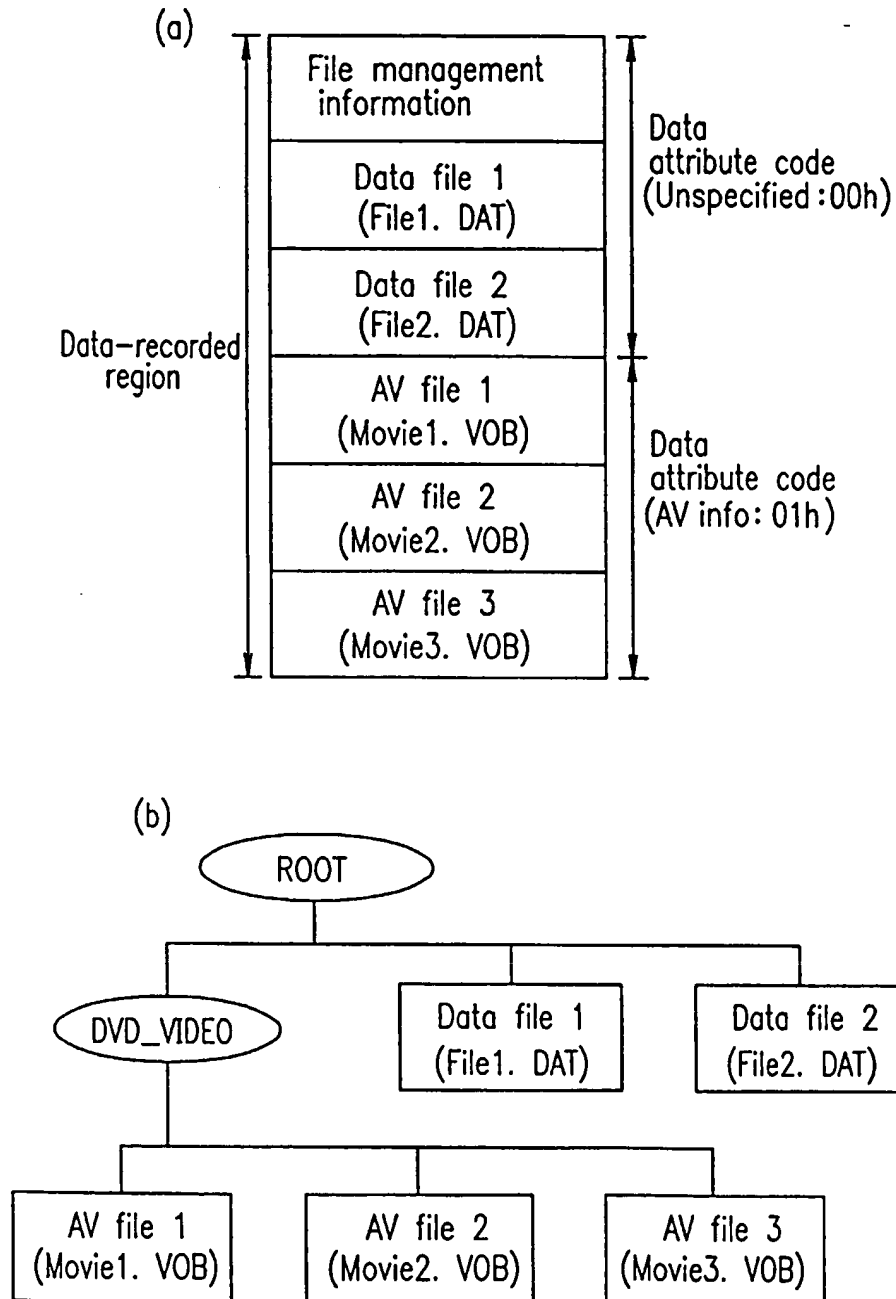 (a)
File management
information
Data file 1
(File1. DAT)
Data file 2
(File2. DAT)
AV file 1
(Movie1. VOB)
AV file 2
(Movie2. VOB)
AV file 3
(Movie3. VOB)
Data-recorded
region
Data
attribute code
(Unspecified:00h)
Data
attribute code
(AV info: 01h)
(b)
ROOT
DVD_VIDEO
Data file 1
(File1. DAT)
Data file 2
(File2. DAT)
AV file 1
(Movie1. VOB)
AV file 2
(Movie2. VOB)
AV file 3
(Movie3. VOB)